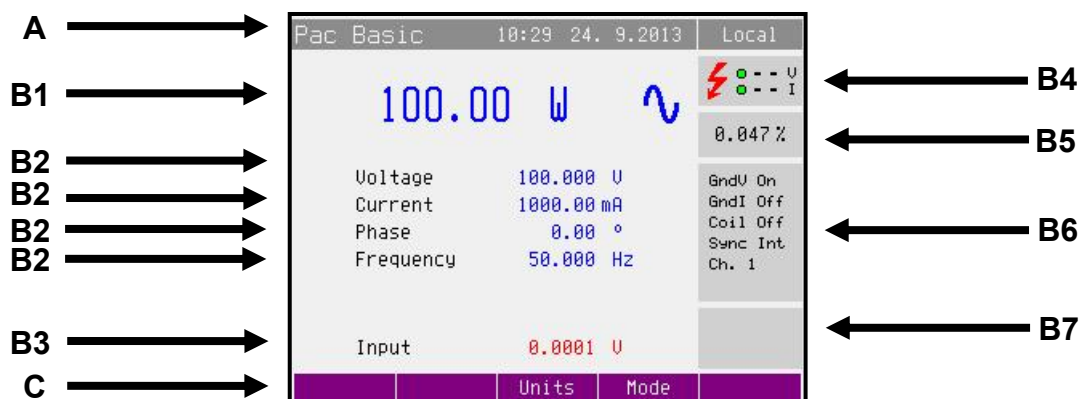 A
Pac Basic 10:29 24. 9.2013 Local
B1
100.00 W
-- V
-- I
B4
0.047 %
B5
B2
Voltage 100.000 V
B2
Current 1000.00 mA
B2
Phase 0.00 °
B2
Frequency 50.000 Hz
GndV On
GndI Off
Coil Off
Sync Int
Ch. 1
B6
B7
B3
Input 0.0001 V
C
Units Mode